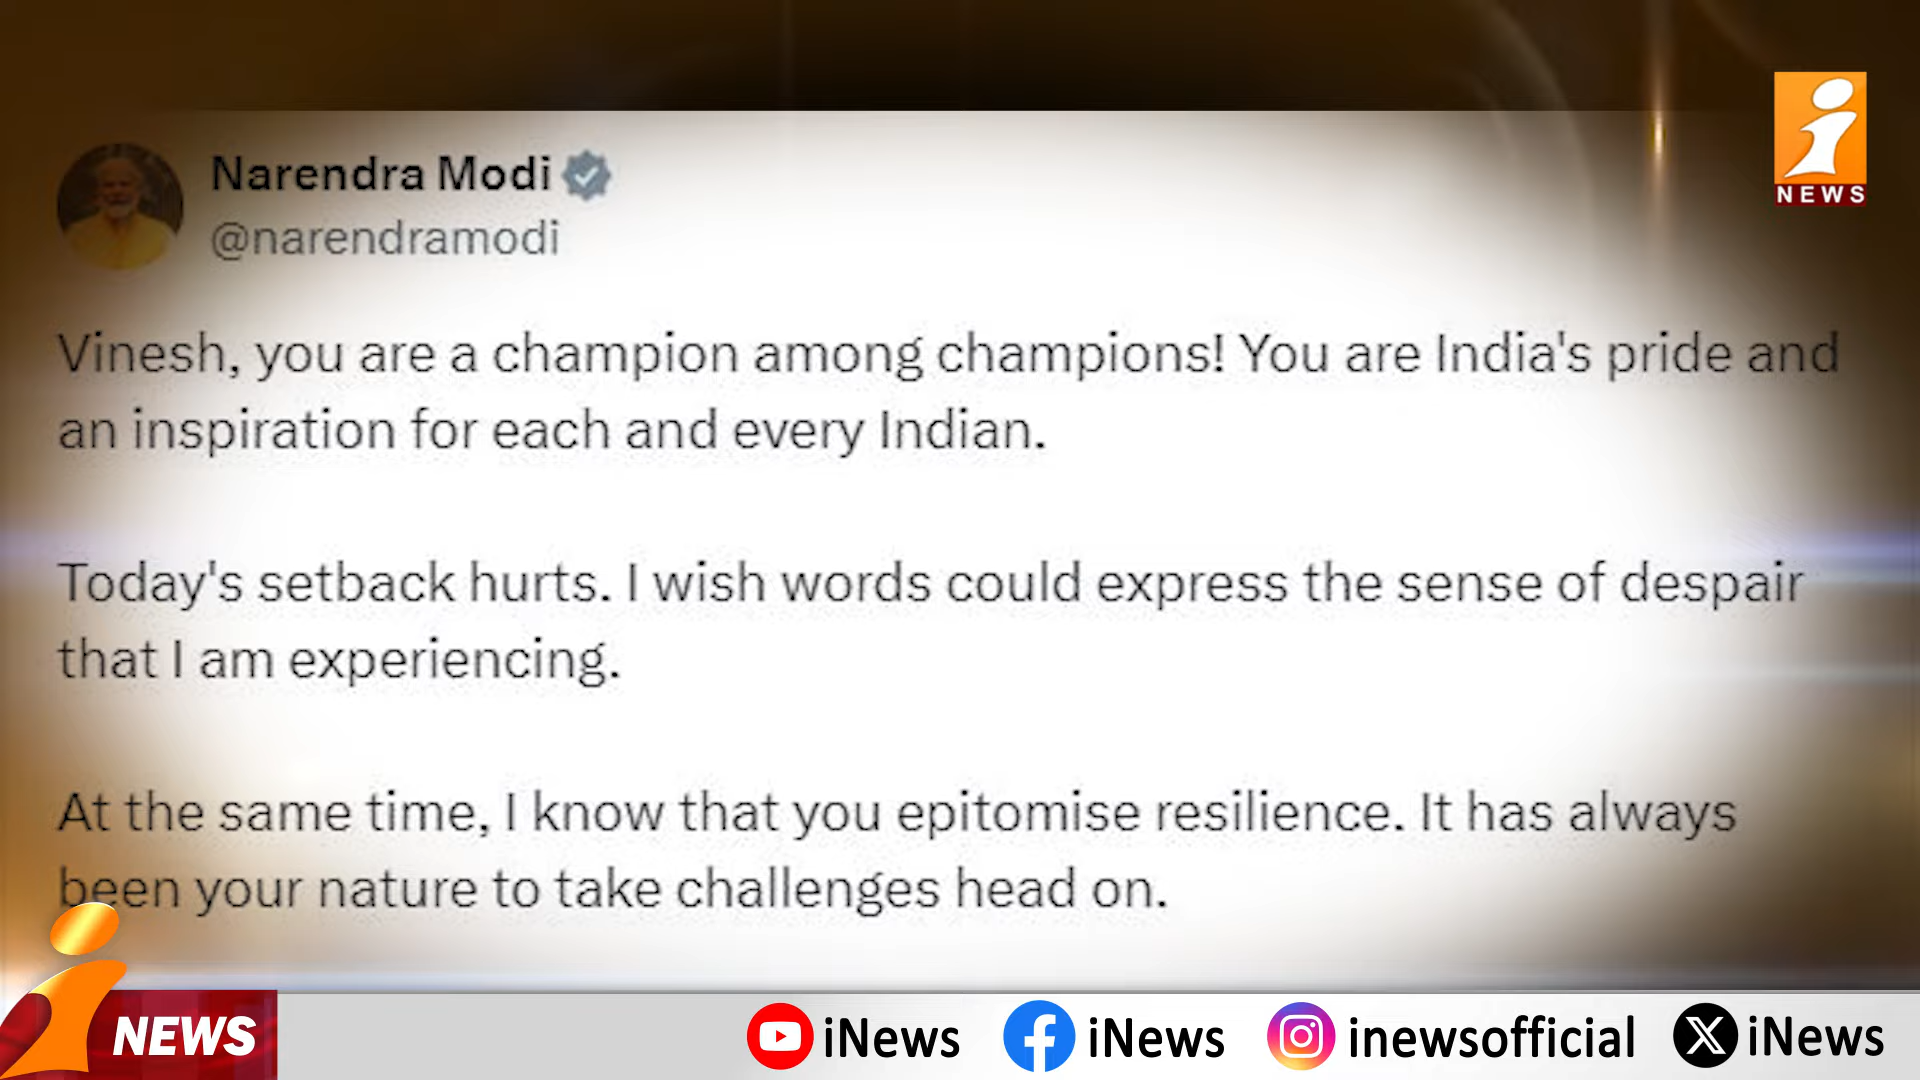 NEWS
Narendra Modi
@narendramodi
Vinesh, you are a champion among champions! You are India's pride and
an inspiration for each and every Indian.
Today's setback hurts. I wish words could express the sense of despair
that I am experiencing.
At the same time, I know that you epitomise resilience. It has always
been your nature to take challenges head on.
i NEWS
iNews
iNews
inewsofficial
iNews